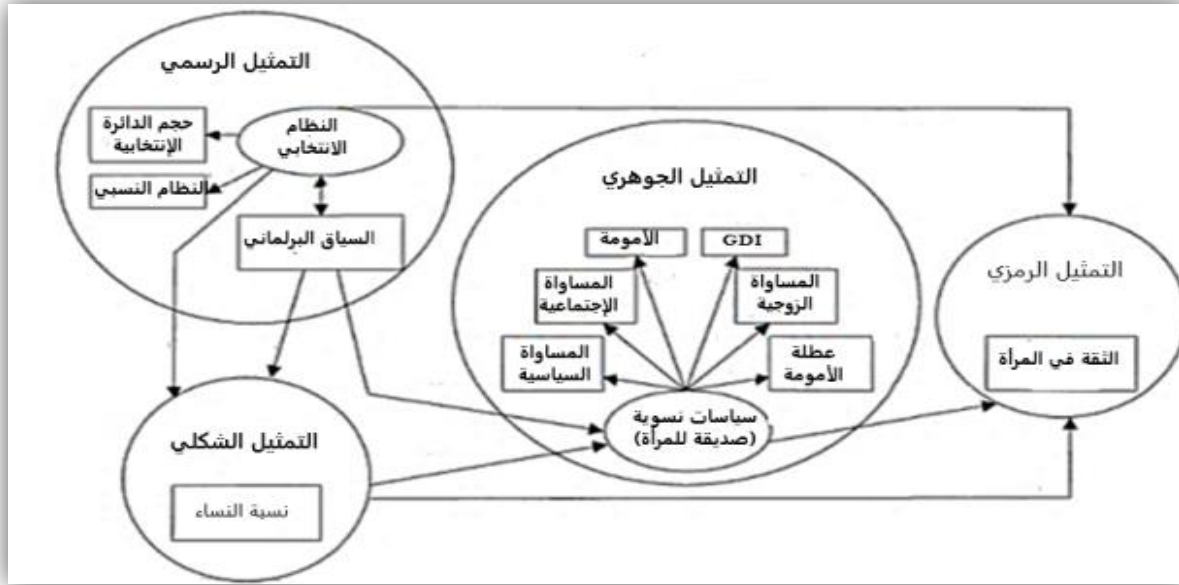 التمثيل الرسمي
النظام
الانتخابي
حجم الدائرة
الإنتخابية
النظام النسبي
السياق البرلماني
التمثيل الجوهري
الأمومة
GDI
المساواة
الإجتماعية
المساواة
الزوجية
المساواة
السياسية
عطلة
الأمومة
سياسات نسوية
(صديقة للمرأة)
التمثيل الرمزي
الثقة في المرأة
التمثيل الشكلي
نسبة النساء